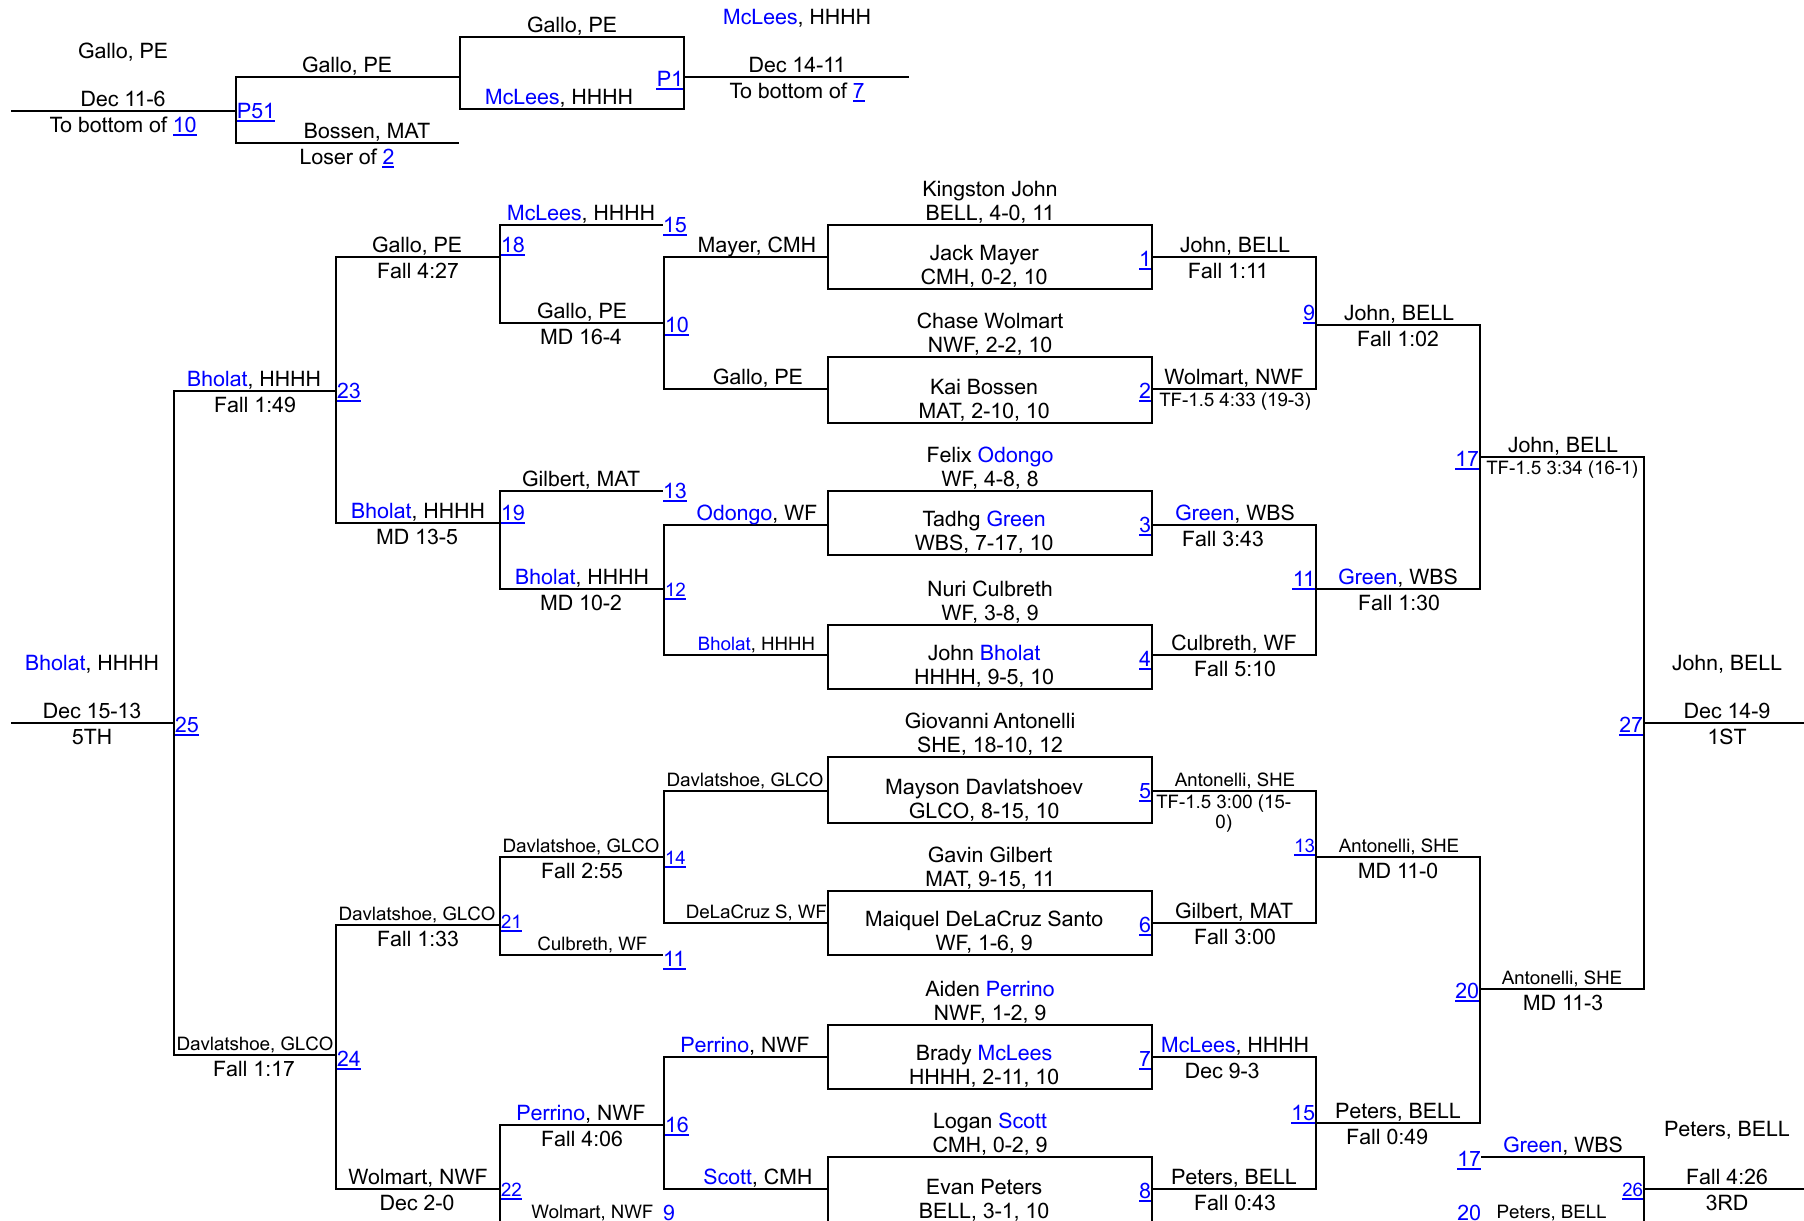 Gallo, PE
McLees, HHHH
Gallo, PE
Gallo, PE
Dec 14-11
McLees, HHHH
P1
To bottom of 7
Dec 11-6
P51
To bottom of 10
Bossen, MAT
Loser of 2
Kingston John
BELL, 4-0, 11
McLees, HHHH
15
Gallo, PE
18
Mayer, CMH
Jack Mayer
CMH, 0-2, 10
1
John, BELL
Fall 1:11
Fall 4:27
Gallo, PE
MD 16-4
10
Chase Wolmart
NWF, 2-2, 10
9
John, BELL
Fall 1:02
Bholat, HHHH
Fall 1:49
23
Gallo, PE
Kai Bossen
MAT, 2-10, 10
2
Wolmart, NWF
TF-1.5 4:33 (19-3)
Felix Odongo
WF, 4-8, 8
17
John, BELL
TF-1.5 3:34 (16-1)
Gilbert, MAT
13
Bholat, HHHH
MD 13-5
19
Odongo, WF
Tadhg Green
WBS, 7-17, 10
3
Green, WBS
Fall 3:43
Bholat, HHHH
MD 10-2
12
Nuri Culbreth
WF, 3-8, 9
11
Green, WBS
Fall 1:30
Bholat, HHHH
John Bholat
HHHH, 9-5, 10
4
Culbreth, WF
Fall 5:10
Bholat, HHHH
Dec 15-13
5TH
25
John, BELL
27
Dec 14-9
1ST
Giovanni Antonelli
SHE, 18-10, 12
Davlatshoe, GLCO
Mayson Davlatshoev
GLCO, 8-15, 10
5
Antonelli, SHE
TF-1.5 3:00 (15-
0)
Davlatshoe, GLCO
Fall 2:55
14
Gavin Gilbert
MAT, 9-15, 11
13
Antonelli, SHE
MD 11-0
Davlatshoe, GLCO
Fall 1:33
21
DeLaCruz S, WF
Maiquel DeLaCruz Santo
WF, 1-6, 9
6
Gilbert, MAT
Fall 3:00
Culbreth, WF
11
Aiden Perrino
NWF, 1-2, 9
20
Antonelli, SHE
MD 11-3
Davlatshoe, GLCO
Fall 1:17
24
Perrino, NWF
Brady McLees
HHHH, 2-11, 10
7
McLees, HHHH
Dec 9-3
Perrino, NWF
Fall 4:06
16
Logan Scott
CMH, 0-2, 9
15
Peters, BELL
Fall 0:49
17
Green, WBS
Peters, BELL
Wolmart, NWF
Dec 2-0
22
Scott, CMH
Evan Peters
BELL, 3-1, 10
8
Peters, BELL
Fall 0:43
26
Fall 4:26
3RD
Wolmart, NWF
9
20
Peters, BELL